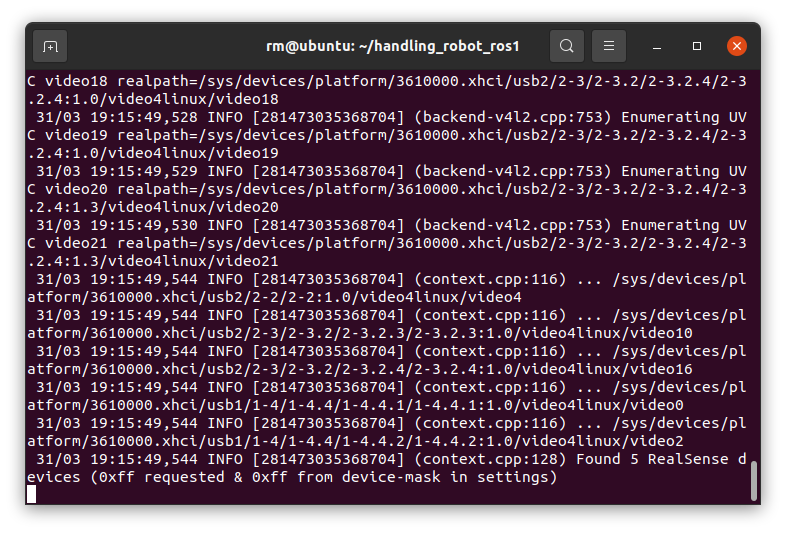 rm@ubuntu: ~/handling_robot_ros1
C video18 realpath=/sys/devices/platform/3610000.xhci/usb2/2-3/2-3.2/2-3.2.4/2-3
.2.4:1.0/video4linux/video18
 31/03 19:15:49,528 INFO [281473035368704] (backend-v4l2.cpp:753) Enumerating UV
C video19 realpath=/sys/devices/platform/3610000.xhci/usb2/2-3/2-3.2/2-3.2.4/2-3
.2.4:1.0/video4linux/video19
 31/03 19:15:49,529 INFO [281473035368704] (backend-v4l2.cpp:753) Enumerating UV
C video20 realpath=/sys/devices/platform/3610000.xhci/usb2/2-3/2-3.2/2-3.2.4/2-3
.2.4:1.3/video4linux/video20
 31/03 19:15:49,530 INFO [281473035368704] (backend-v4l2.cpp:753) Enumerating UV
C video21 realpath=/sys/devices/platform/3610000.xhci/usb2/2-3/2-3.2/2-3.2.4/2-3
.2.4:1.3/video4linux/video21
 31/03 19:15:49,544 INFO [281473035368704] (context.cpp:116) ... /sys/devices/pl
atform/3610000.xhci/usb2/2-2/2-2:1.0/video4linux/video4
 31/03 19:15:49,544 INFO [281473035368704] (context.cpp:116) ... /sys/devices/pl
atform/3610000.xhci/usb2/2-3/2-3.2/2-3.2.3/2-3.2.3:1.0/video4linux/video10
 31/03 19:15:49,544 INFO [281473035368704] (context.cpp:116) ... /sys/devices/pl
atform/3610000.xhci/usb2/2-3/2-3.2/2-3.2.4/2-3.2.4:1.0/video4linux/video16
 31/03 19:15:49,544 INFO [281473035368704] (context.cpp:116) ... /sys/devices/pl
atform/3610000.xhci/usb1/1-4/1-4.4/1-4.4.1/1-4.4.1:1.0/video4linux/video0
 31/03 19:15:49,544 INFO [281473035368704] (context.cpp:116) ... /sys/devices/pl
atform/3610000.xhci/usb1/1-4/1-4.4/1-4.4.2/1-4.4.2:1.0/video4linux/video2
 31/03 19:15:49,544 INFO [281473035368704] (context.cpp:128) Found 5 RealSense d
evices (0xff requested & 0xff from device-mask in settings)